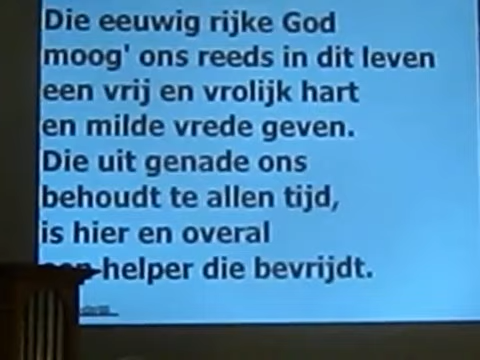 Die eeuwig rijke God
moog' ons reeds in dit leven
een vrij en vrolijk hart
en milde vrede geven.
Die uit genade ons
behoudt te allen tijd,
is hier en overal
een helper die bevrijdt.